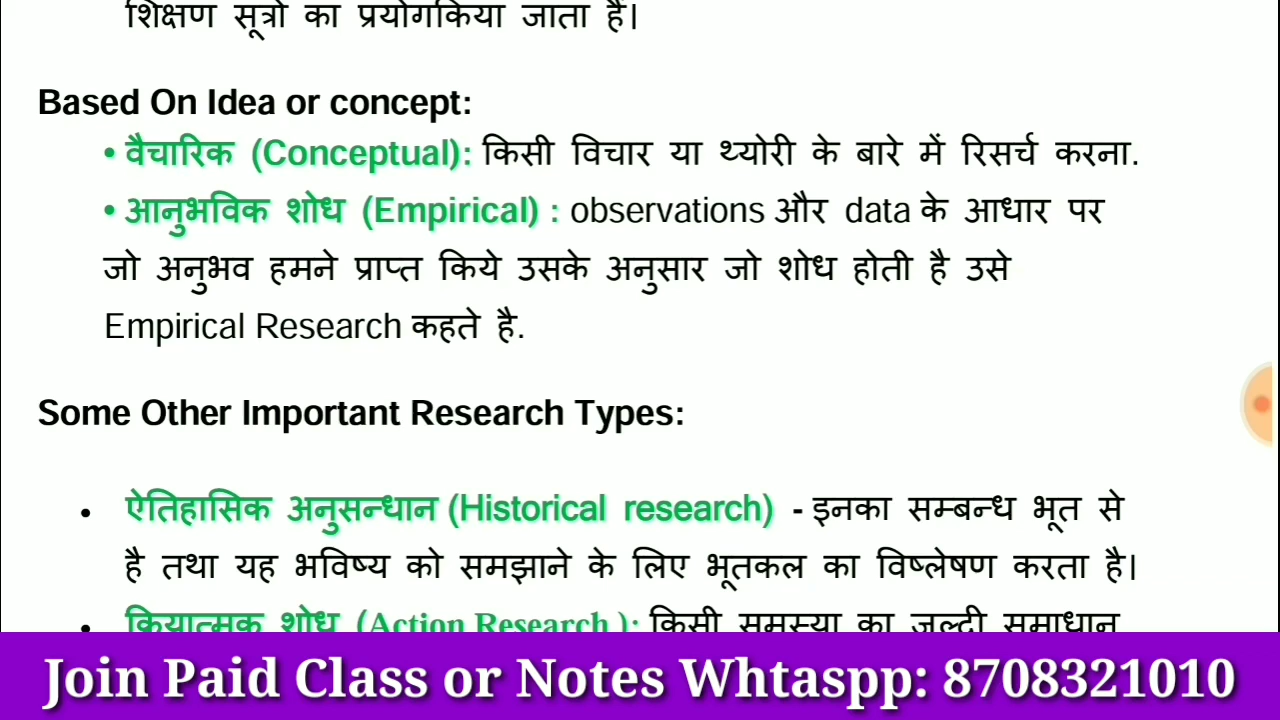 शिक्षण सूत्रो का प्रयोगकिया जाता हैं।
Based On Idea or concept:
• वैचारिक (Conceptual): किसी विचार या थ्योरी के बारे में रिसर्च करना.
• आनुभविक शोध (Empirical) : observations और data के आधार पर
जो अनुभव हमने प्राप्त किये उसके अनुसार जो शोध होती है उसे
Empirical Research कहते है.
Some Other Important Research Types:
• ऐतिहासिक अनुसन्धान (Historical research) - इनका सम्बन्ध भूत से
है तथा यह भविष्य को समझाने के लिए भूतकल का विष्लेषण करता है।
• कियात्मक शोध (Action Research ): किसी समस्या का जल्दी समाधान
Join Paid Class or Notes Whtaspp: 8708321010